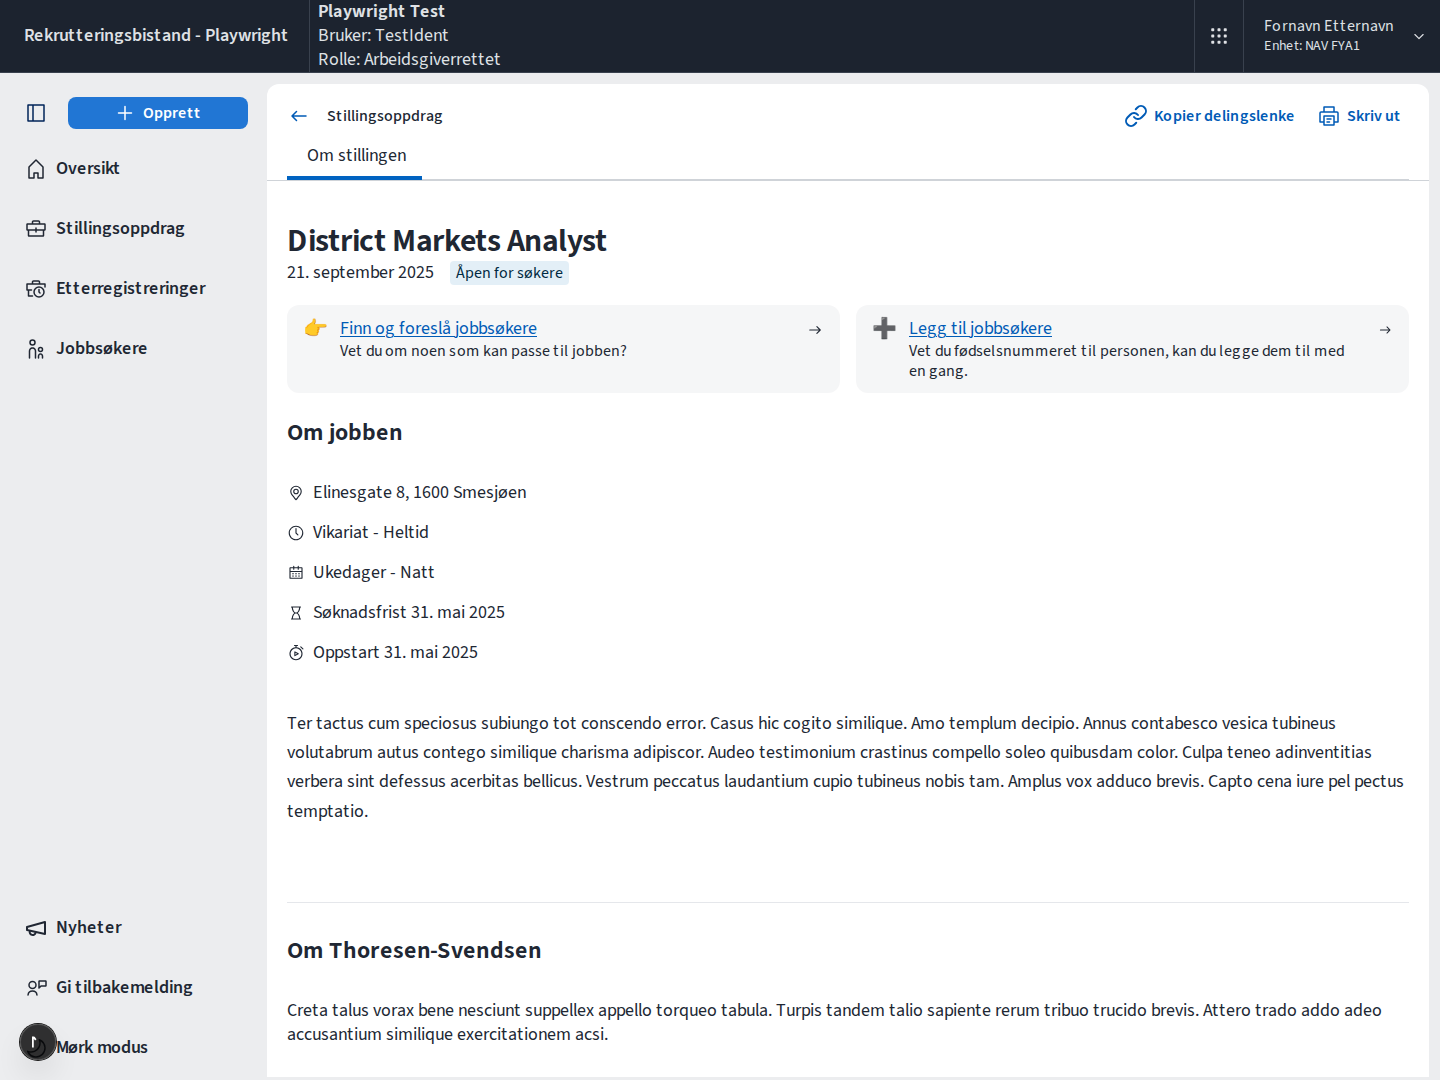 Rekrutteringsbistand - Playwright
Playwright Test
Bruker: TestIdent
Rolle: Arbeidsgiverrettet
Fornavn Etternavn
Enhet: NAV FYA1
Opprett
Oversikt
Stillingsoppdrag
Etterregistreringer
Jobbsøkere
Nyheter
Gi tilbakemelding
Mørk modus
Stillingsoppdrag
Kopier delingslenke
Skriv ut
Om stillingen
District Markets Analyst
21. september 2025
Åpen for søkere
Finn og foreslå jobbsøkere
Vet du om noen som kan passe til jobben?
Legg til jobbsøkere
Vet du fødselsnummeret til personen, kan du legge dem til med
en gang.
Om jobben
Elinesgate 8, 1600 Smesjøen
Vikariat - Heltid
Ukedager - Natt
Søknadsfrist 31. mai 2025
Oppstart 31. mai 2025
Ter tactus cum speciosus subiungo tot conscendo error. Casus hic cogito similique. Amo templum decipio. Annus contabesco vesica tubineus
volutabrum autus contego similique charisma adipiscor. Audeo testimonium crastinus compello soleo quibusdam color. Culpa teneo adinventitias
verbera sint defessus acerbitas bellicus. Vestrum peccatus laudantium cupio tubineus nobis tam. Amplus vox adduco brevis. Capto cena iure pel pectus
temptatio.
Om Thoresen-Svendsen
Creta talus vorax bene nesciunt suppellex appello torqueo tabula. Turpis tandem talio sapiente rerum tribuo trucido brevis. Attero trado addo adeo
accusantium similique exercitationem acsi.